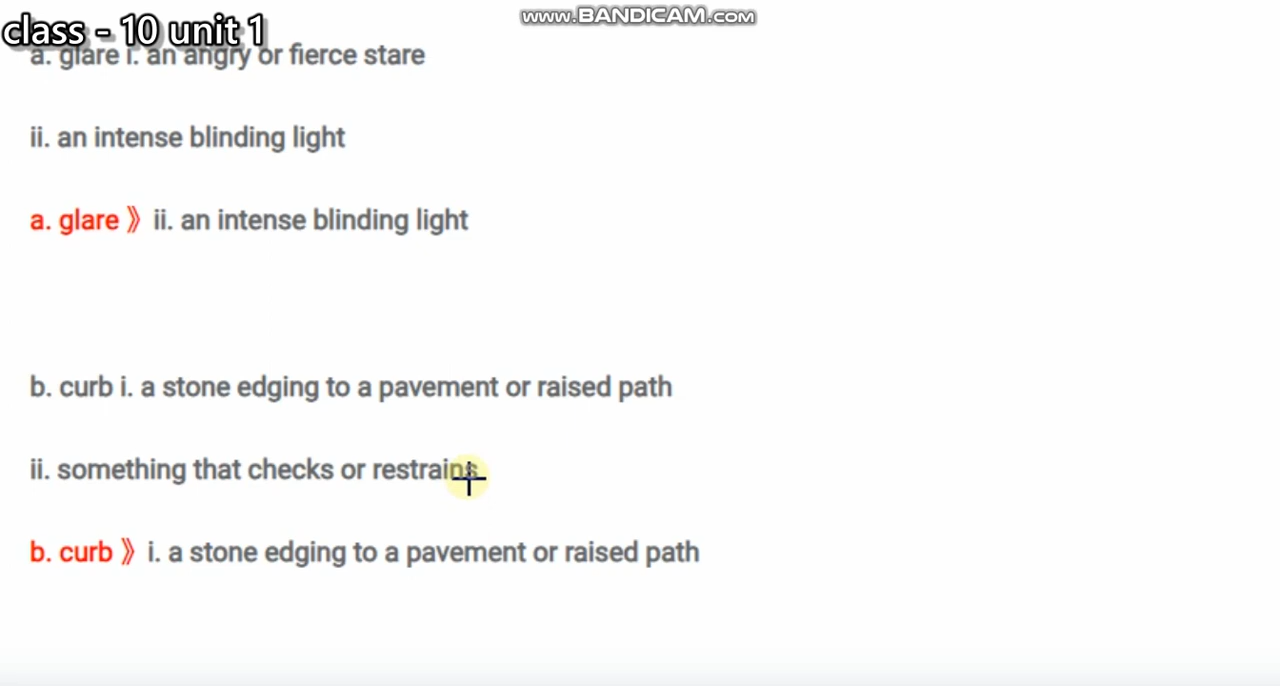 www.BANDICAM.com
class - 10 unit 1
a. glare i. an angry or fierce stare
ii. an intense blinding light
a. glare 》 ii. an intense blinding light
b. curb i. a stone edging to a pavement or raised path
ii. something that checks or restrains
b. curb 》 i. a stone edging to a pavement or raised path